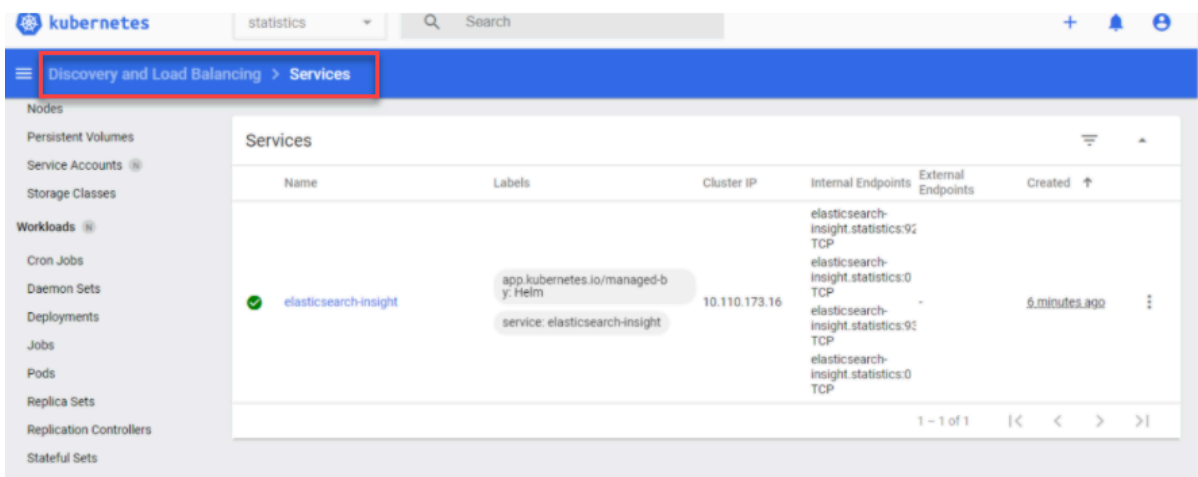 kubernetes
statistics
Search
Discovery and Load Balancing > Services
Nodes
Persistent Volumes
Service Accounts N
Storage Classes
Workloads N
Cron Jobs
Daemon Sets
Deployments
Jobs
Pods
Replica Sets
Replication Controllers
Stateful Sets
Services
Name
Labels
Cluster IP
Internal Endpoints
External
Endpoints
Created
elasticsearch-insight
app.kubernetes.io/managed-b
y: Helm
service: elasticsearch-insight
10.110.173.16
elasticsearch-
insight.statistics:92
TCP
elasticsearch-
insight.statistics:0
TCP
elasticsearch-
insight.statistics:93
TCP
elasticsearch-
insight.statistics:0
TCP
-
6 minutes ago
1 – 1 of 1